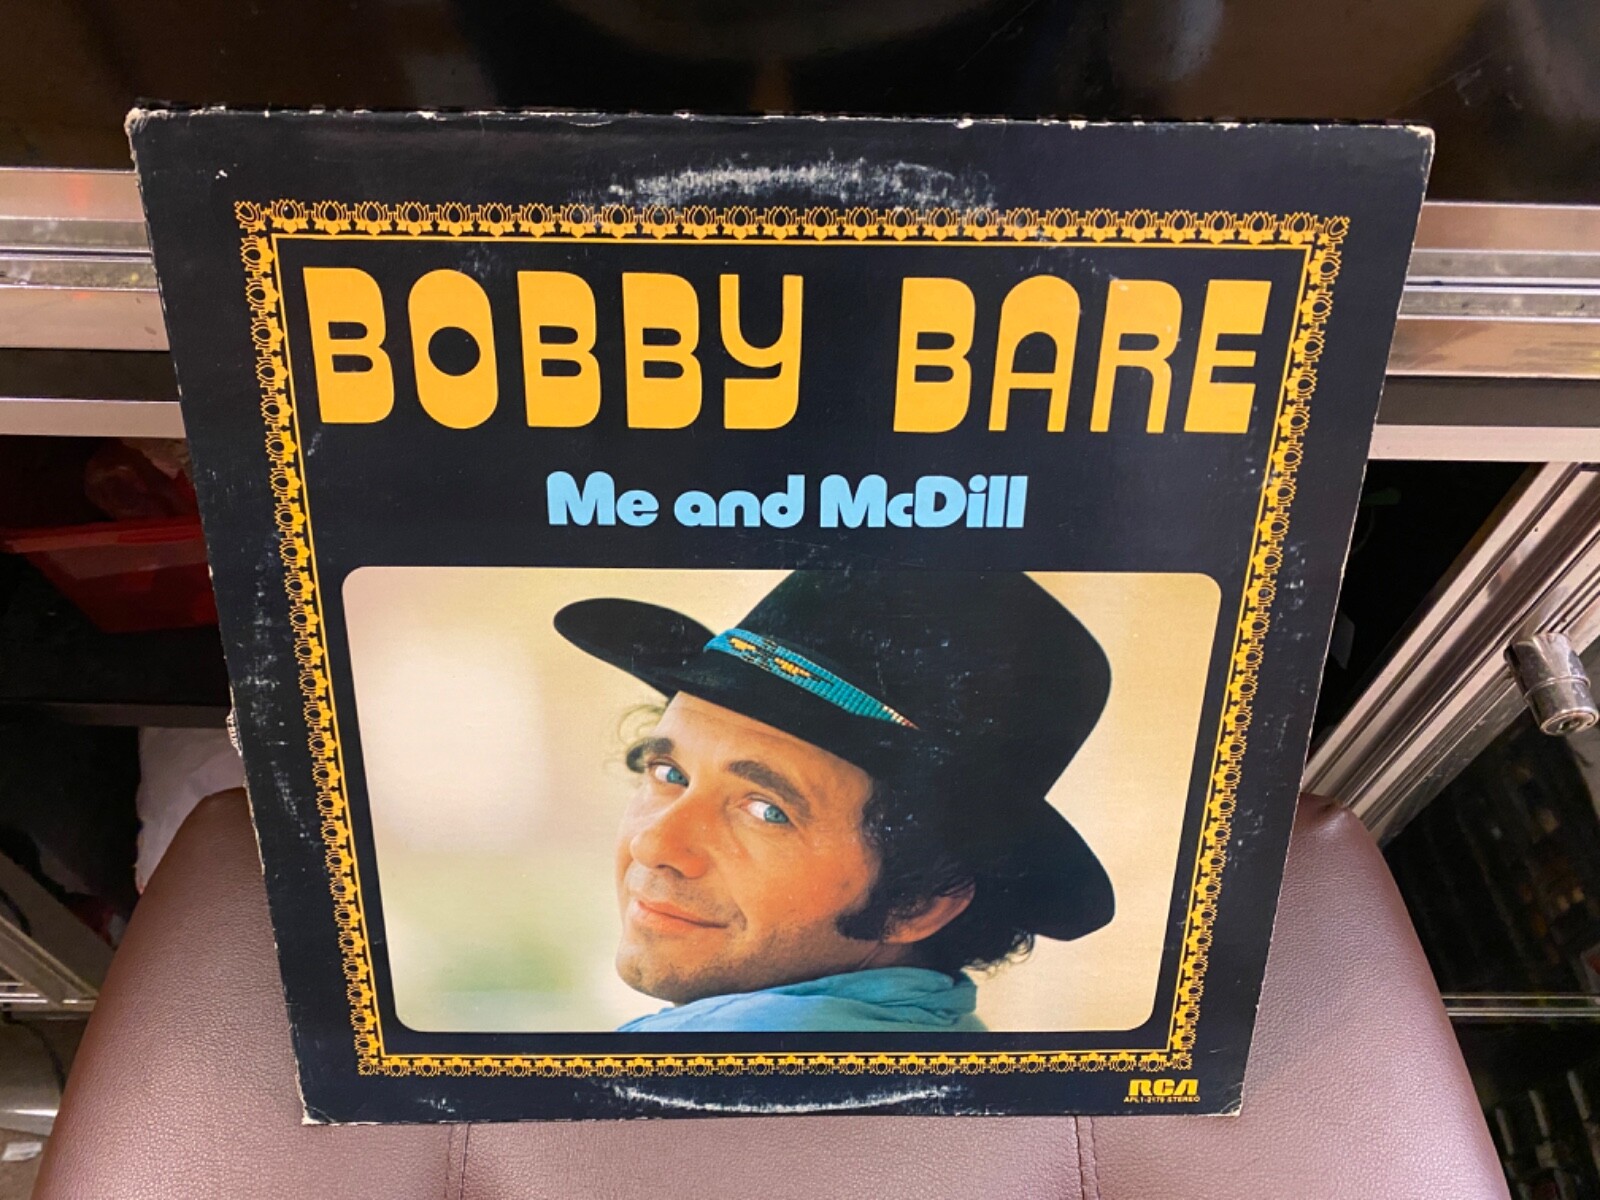 BOBBY BARE
Me and McDill
RCA
APL1-2179 STEREO